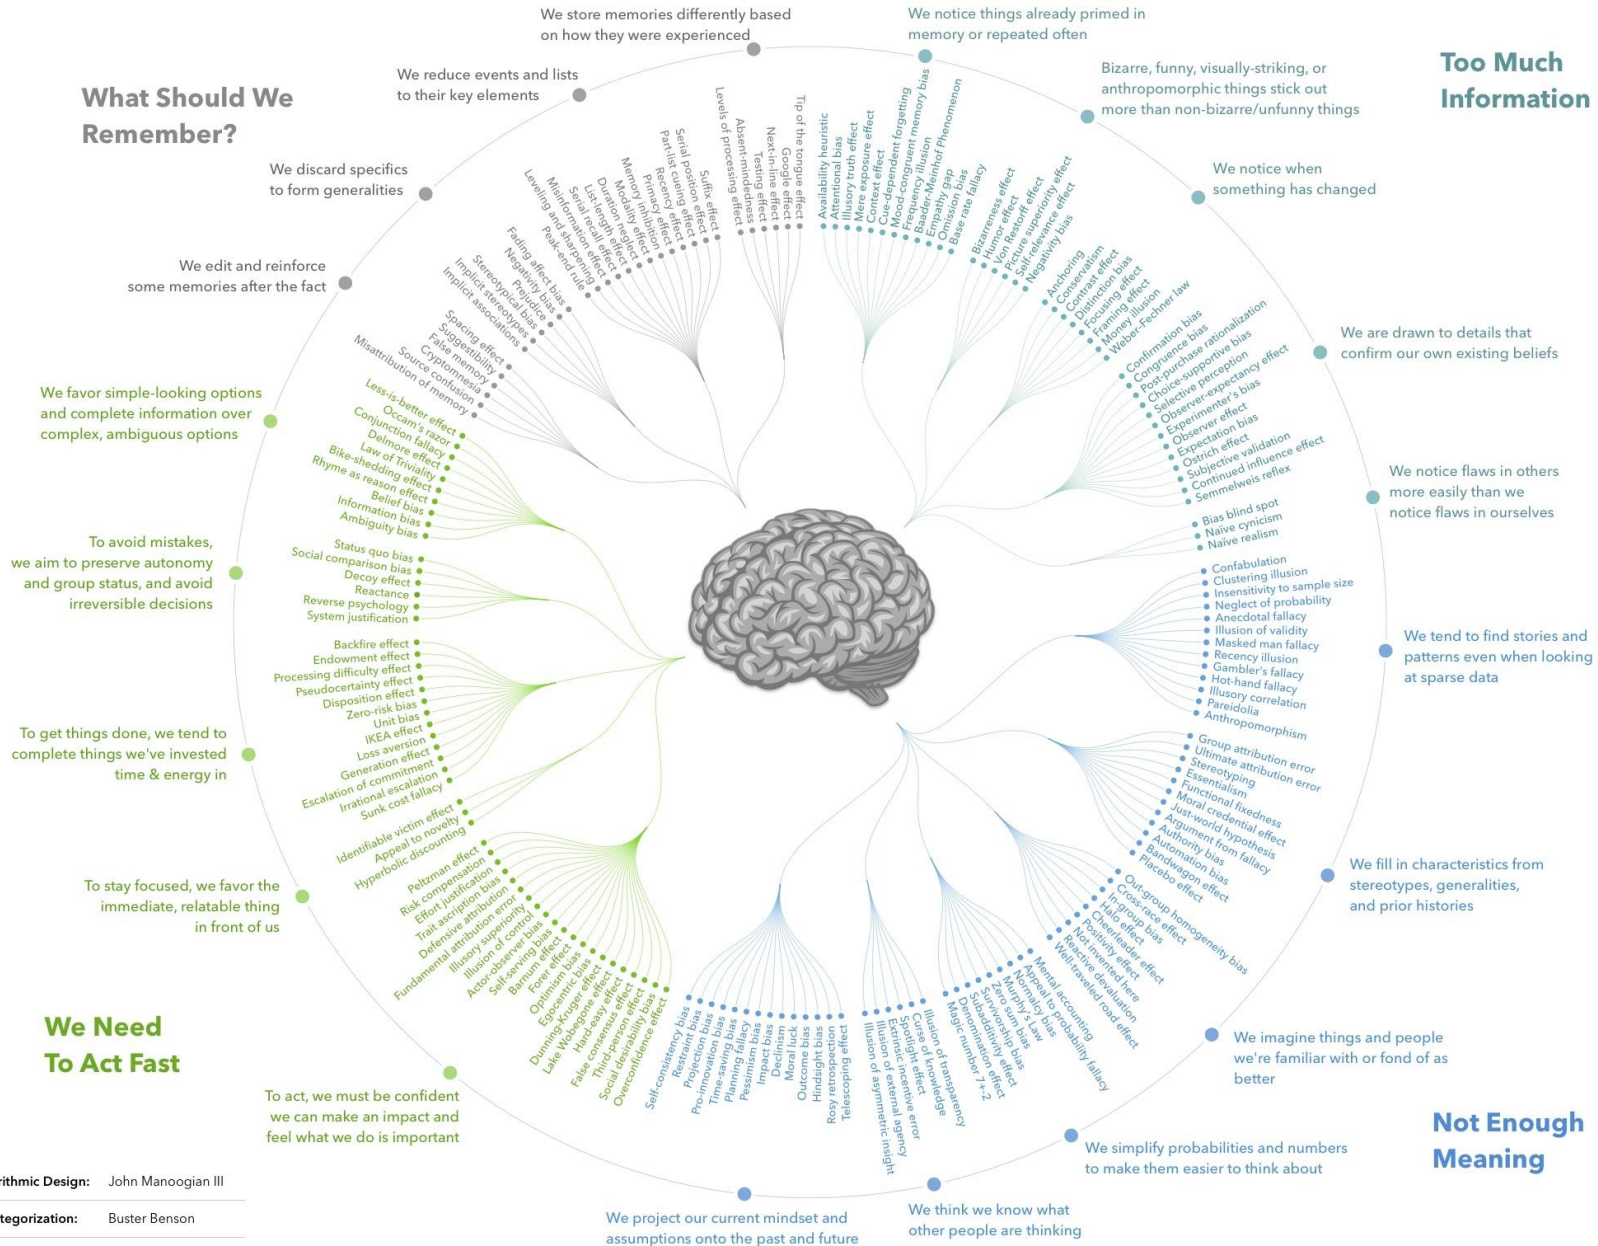 We store memories differently based
on how they were experienced
We notice things already primed in
memory or repeated often
We reduce events and lists
to their key elements
Bizarre, funny, visually-striking, or
anthropomorphic things stick out
more than non-bizarre/unfunny things
What Should We
Remember?
Too Much
Information
We discard specifics
to form generalities
We notice when
something has changed
We edit and reinforce
some memories after the fact
We are drawn to details that
confirm our own existing beliefs
We favor simple-looking options
and complete information over
complex, ambiguous options
We notice flaws in others
more easily than we
notice flaws in ourselves
To avoid mistakes,
we aim to preserve autonomy
and group status, and avoid
irreversible decisions
We tend to find stories and
patterns even when looking
at sparse data
To get things done, we tend to
complete things we've invested
time & energy in
We fill in characteristics from
stereotypes, generalities,
and prior histories
To stay focused, we favor the
immediate, relatable thing
in front of us
We imagine things and people
we're familiar with or fond of as
better
We Need
To Act Fast
To act, we must be confident
we can make an impact and
feel what we do is important
Not Enough
Meaning
We simplify probabilities and numbers
to make them easier to think about
We think we know what
other people are thinking
We project our current mindset and
assumptions onto the past and future
Availability heuristic
Attentional bias
Illusory truth effect
Mere exposure effect
Context effect
Cue-dependent forgetting
Mood-congruent memory bias
Frequency illusion
Baader-Meinhof Phenomenon
Empathy gap
Omission bias
Base rate fallacy
Bizarreness effect
Humor effect
Von Restorff effect
Picture superiority effect
Self-relevance effect
Negativity bias
Anchoring
Conservatism
Contrast effect
Distinction bias
Focusing effect
Framing effect
Money illusion
Weber-Fechner law
Confirmation bias
Congruence bias
Post-purchase rationalization
Choice-supportive bias
Selective perception
Observer-expectancy effect
Experimenter's bias
Observer effect
Expectation bias
Ostrich effect
Subjective validation
Continued influence effect
Semmelweis reflex
Bias blind spot
Naïve cynicism
Naïve realism
Confabulation
Clustering illusion
Insensitivity to sample size
Neglect of probability
Anecdotal fallacy
Illusion of validity
Masked man fallacy
Recency illusion
Gambler's fallacy
Hot-hand fallacy
Illusory correlation
Pareidolia
Anthropomorphism
Group attribution error
Ultimate attribution error
Stereotyping
Essentialism
Functional fixedness
Moral credential effect
Just-world hypothesis
Argument from fallacy
Authority bias
Automation bias
Bandwagon effect
Placebo effect
Out-group homogeneity bias
Cross-race effect
In-group bias
Halo effect
Cheerleader effect
Positivity effect
Not invented here
Reactive devaluation
Well-traveled road effect
Mental accounting
Appeal to probability fallacy
Normalcy bias
Murphy's Law
Zero sum bias
Survivorship bias
Subadditivity effect
Denomination effect
Magic number 7+-2
Illusion of transparency
Curse of knowledge
Spotlight effect
Extrinsic incentive error
Illusion of external agency
Illusion of asymmetric insight
Telescoping effect
Rosy retrospection
Hindsight bias
Outcome bias
Moral luck
Declinism
Impact bias
Pessimism bias
Planning fallacy
Time-saving bias
Pro-innovation bias
Projection bias
Restraint bias
Self-consistency bias
Overconfidence effect
Social desirability bias
Third-person effect
False consensus effect
Hard-easy effect
Lake Wobegone effect
Dunning-Kruger effect
Egocentric bias
Optimism bias
Forer effect
Barnum effect
Self-serving bias
Actor-observer bias
Illusion of control
Illusory superiority
Fundamental attribution error
Defensive attribution
Trait ascription bias
Effort justification
Risk compensation
Peltzman effect
Hyperbolic discounting
Appeal to novelty
Identifiable victim effect
Sunk cost fallacy
Irrational escalation
Escalation of commitment
Generation effect
Loss aversion
IKEA effect
Unit bias
Zero-risk bias
Disposition effect
Pseudocertainty effect
Processing difficulty effect
Endowment effect
Backfire effect
System justification
Reverse psychology
Reactance
Decoy effect
Social comparison bias
Status quo bias
Ambiguity bias
Information bias
Belief bias
Rhyme as reason effect
Bike-shedding effect
Law of Triviality
Delmore effect
Conjunction fallacy
Occam's razor
Less-is-better effect
Misattribution of memory
Source confusion
Cryptomnesia
False memory
Suggestibility
Spacing effect
Implicit associations
Implicit stereotypes
Stereotypical bias
Prejudice
Negativity bias
Fading affect bias
Peak-end rule
Leveling and sharpening
Misinformation effect
Serial recall effect
List-length effect
Duration neglect
Modality effect
Memory inhibition
Primacy effect
Recency effect
Part-list cueing effect
Serial position effect
Suffix effect
Levels of processing effect
Absent-mindedness
Testing effect
Next-in-line effect
Google effect
Tip of the tongue effect
rithmic Design: John Manoogian III
tegorization: Buster Benson